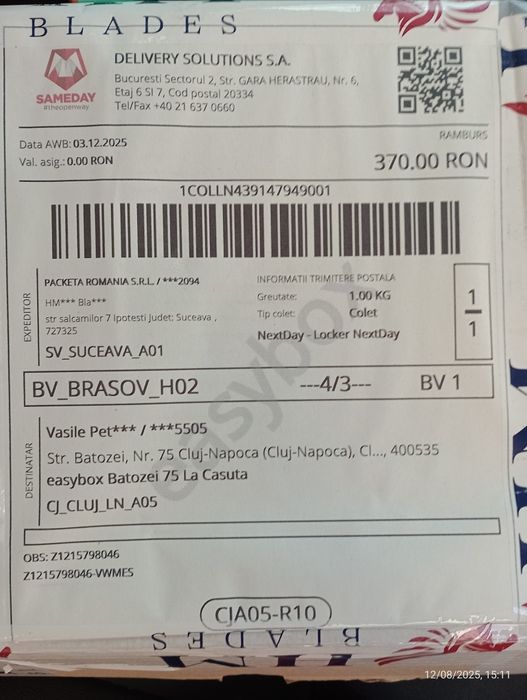 BLADES
DELIVERY SOLUTIONS S.A.
Bucuresti Sectorul 2, Str. GARA HERASTRAU, Nr. 6,
Etaj 6 SI 7, Cod postal 20334
Tel/Fax +40 21 637 0660
SAMEDAY
#theopenway
RAMBURS
Data AWB: 03.12.2025
Val. asig.: 0.00 RON
370.00 RON
1COLLN439147949001
EXPEDITOR
PACKETA ROMANIA S.R.L. / ***2094
HM*** Bla***
str salcamilor 7 Ipotesti Judet: Suceava ,
727325
SV_SUCEAVA_A01
INFORMATII TRIMITERE POSTALA
Greutate: 1.00 KG
Tip colet: Colet
NextDay - Locker NextDay
1
1
BV_BRASOV_H02 ---4/3--- BV 1
DESTINATAR
Vasile Pet*** / ***5505
Str. Batozei, Nr. 75 Cluj-Napoca (Cluj-Napoca), Cl..., 400535
easybox Batozei 75 La Casuta
CJ_CLUJ_LN_A05
easybox
OBS: Z1215798046
Z1215798046-VWMES
CJA05-R10
BLADES
12/08/2025, 15:11